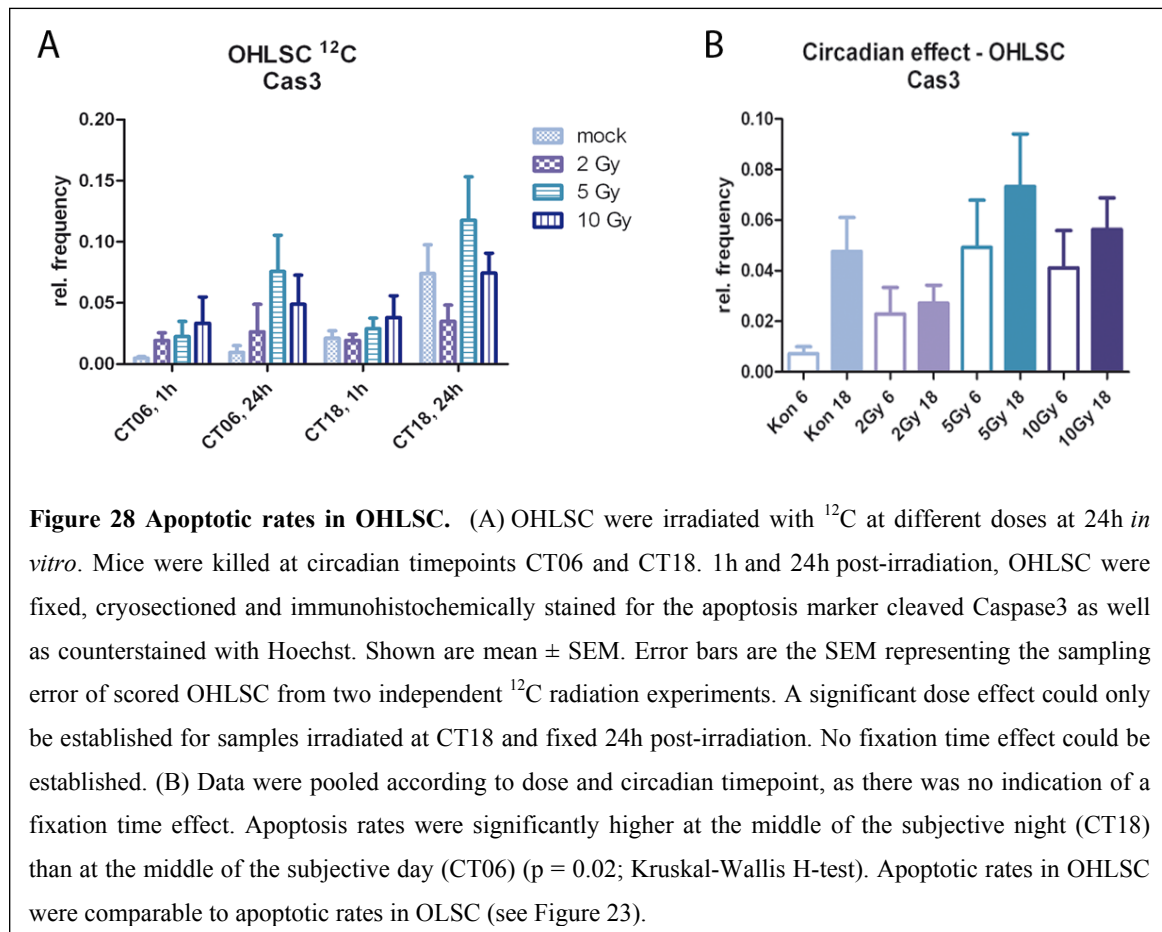 A
OHLSC ¹²C
Cas3
0.20
0.15
0.10
0.05
0.00
rel. frequency
CT06, 1h
CT06, 24h
CT18, 1h
CT18, 24h
mock
2 Gy
5 Gy
10 Gy
B
Circadian effect - OHLSC
Cas3
0.10
0.08
0.06
0.04
0.02
0.00
rel. frequency
Kon 6
Kon 18
2Gy 6
2Gy 18
5Gy 6
5Gy 18
10Gy 6
10Gy 18
Figure 28 Apoptotic rates in OHLSC. (A) OHLSC were irradiated with ¹²C at different doses at 24h in
vitro. Mice were killed at circadian timepoints CT06 and CT18. 1h and 24h post-irradiation, OHLSC were
fixed, cryosectioned and immunohistochemically stained for the apoptosis marker cleaved Caspase3 as well
as counterstained with Hoechst. Shown are mean ± SEM. Error bars are the SEM representing the sampling
error of scored OHLSC from two independent ¹²C radiation experiments. A significant dose effect could only
be established for samples irradiated at CT18 and fixed 24h post-irradiation. No fixation time effect could be
established. (B) Data were pooled according to dose and circadian timepoint, as there was no indication of a
fixation time effect. Apoptosis rates were significantly higher at the middle of the subjective night (CT18)
than at the middle of the subjective day (CT06) (p = 0.02; Kruskal-Wallis H-test). Apoptotic rates in OHLSC
were comparable to apoptotic rates in OLSC (see Figure 23).